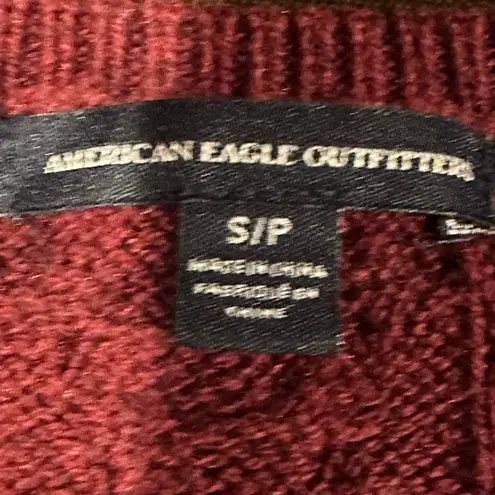 AMERICAN EAGLE OUTFITTERS
S/P
MADE IN CHINA
FABRIQUÉ EN
CHINE